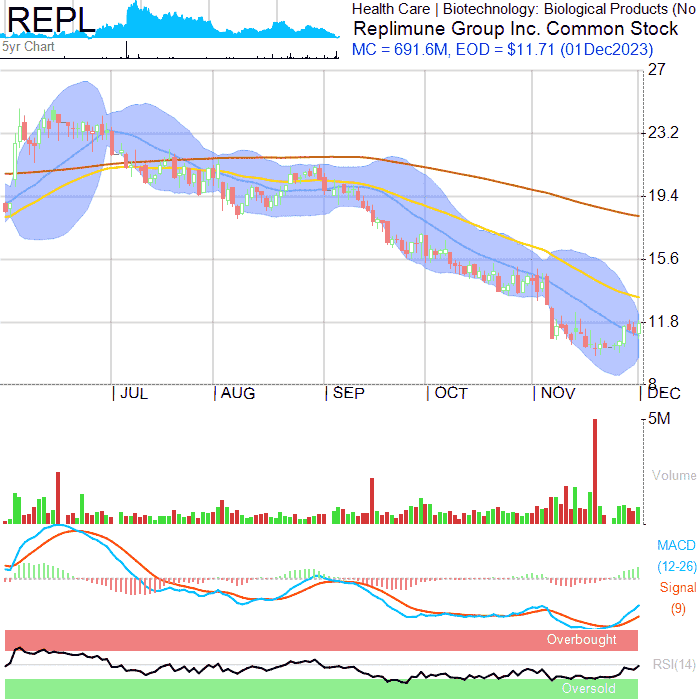 REPL
5yr Chart
Health Care | Biotechnology: Biological Products (No
Replimune Group Inc. Common Stock
MC = 691.6M, EOD = $11.71 (01Dec2023)
27
23.2
19.4
15.6
11.8
8
JUL
AUG
SEP
OCT
NOV
DEC
5M
Volume
MACD
(12-26)
Signal
(9)
Overbought
RSI(14)
Oversold